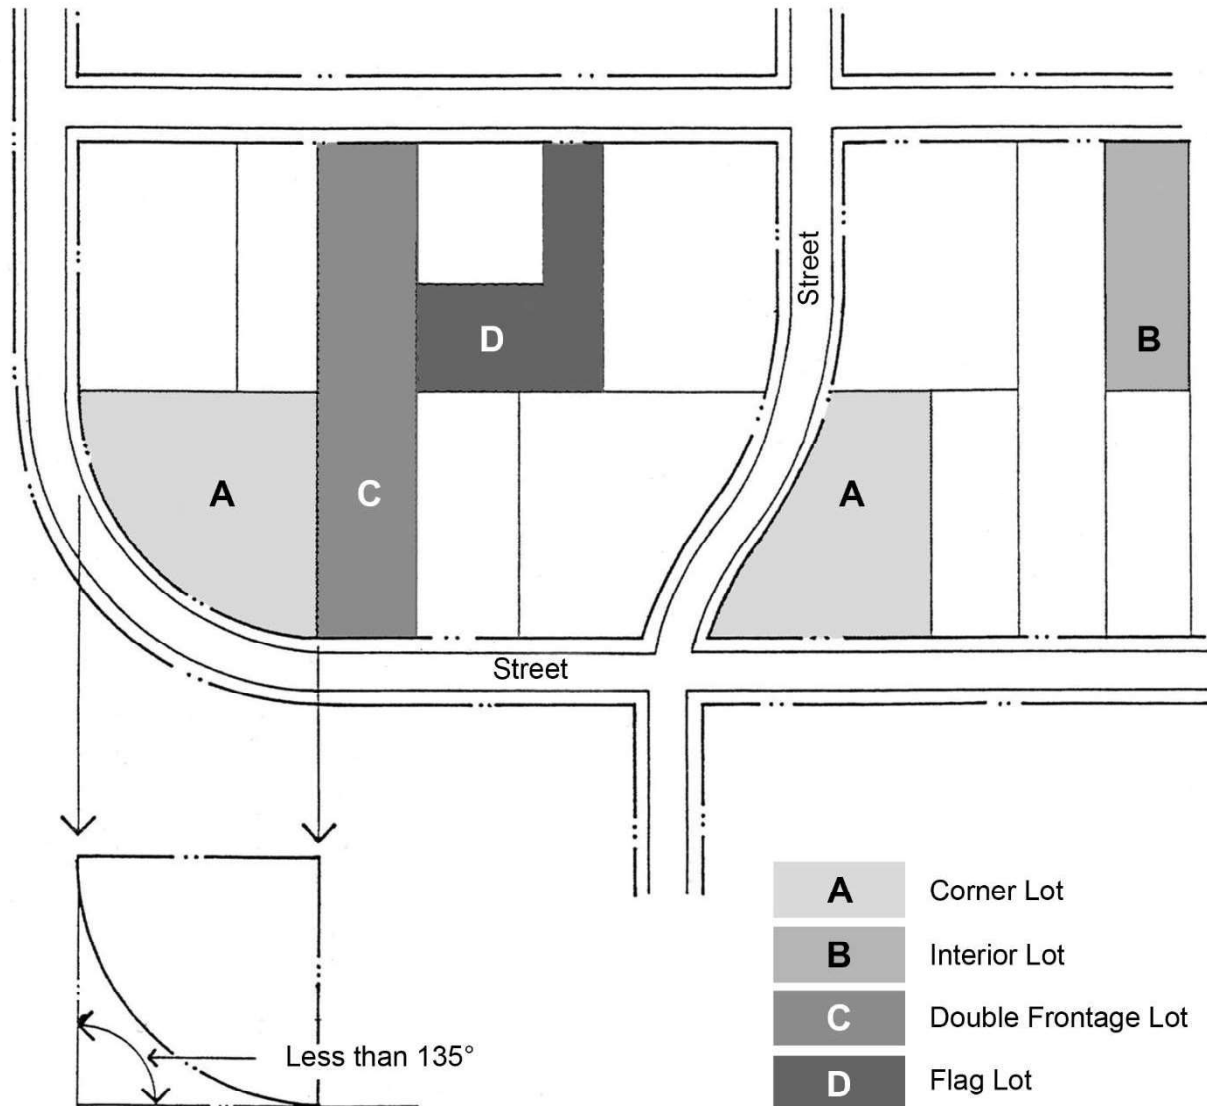 Street
B
D
A
C
A
Street
A Corner Lot
B Interior Lot
C Double Frontage Lot
Less than 135°
D Flag Lot